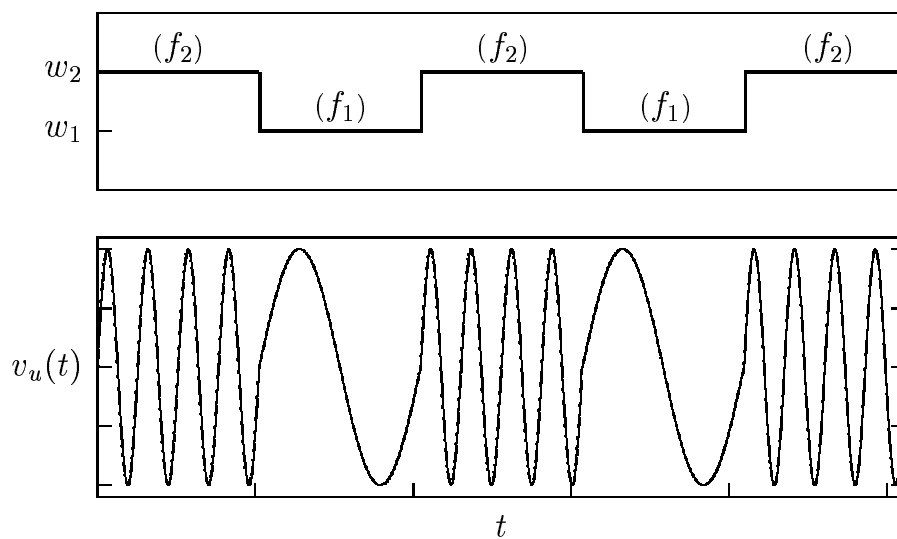 (f₂) (f₂) (f₂)
w₂
(f₁) (f₁)
w₁
vᵤ(t)
t